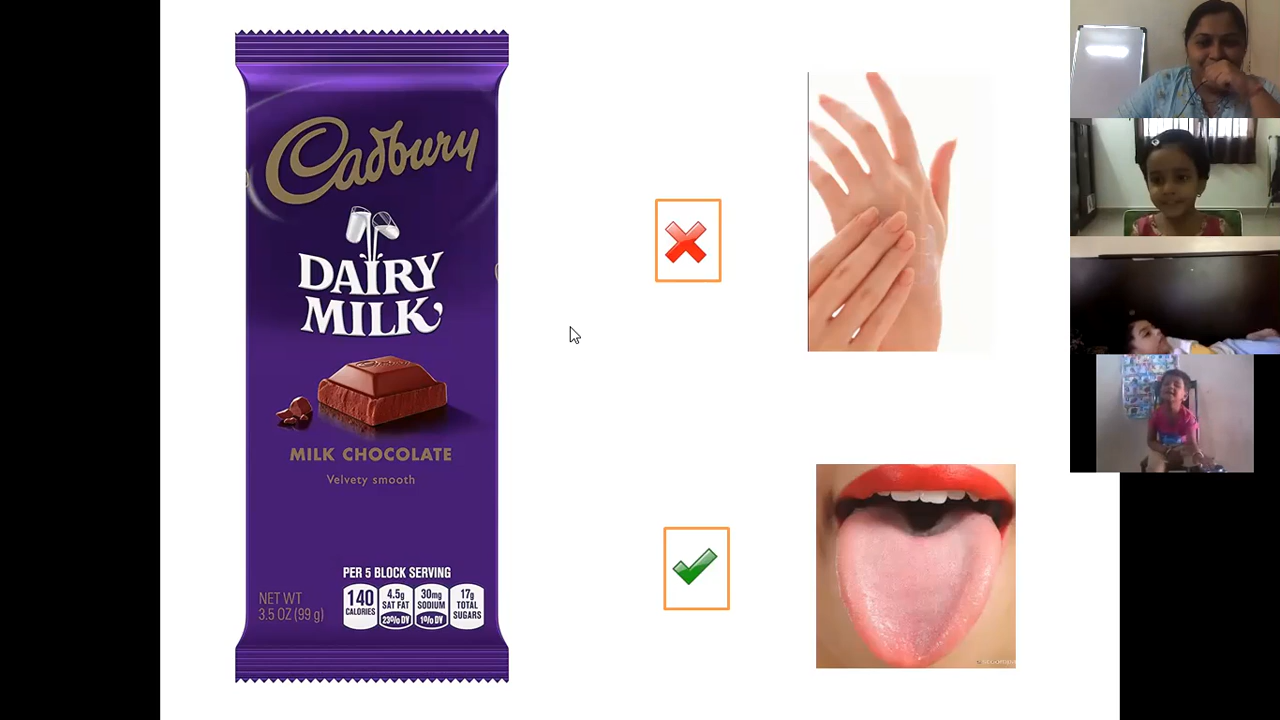 Cadbury
DAIRY
MILK
MILK CHOCOLATE
Velvety smooth
PER 5 BLOCK SERVING
NET WT
3.5 OZ (99 g)
140
CALORIES
4.5g
SAT FAT
23% DV
30mg
SODIUM
1% DV
17g
TOTAL
SUGARS